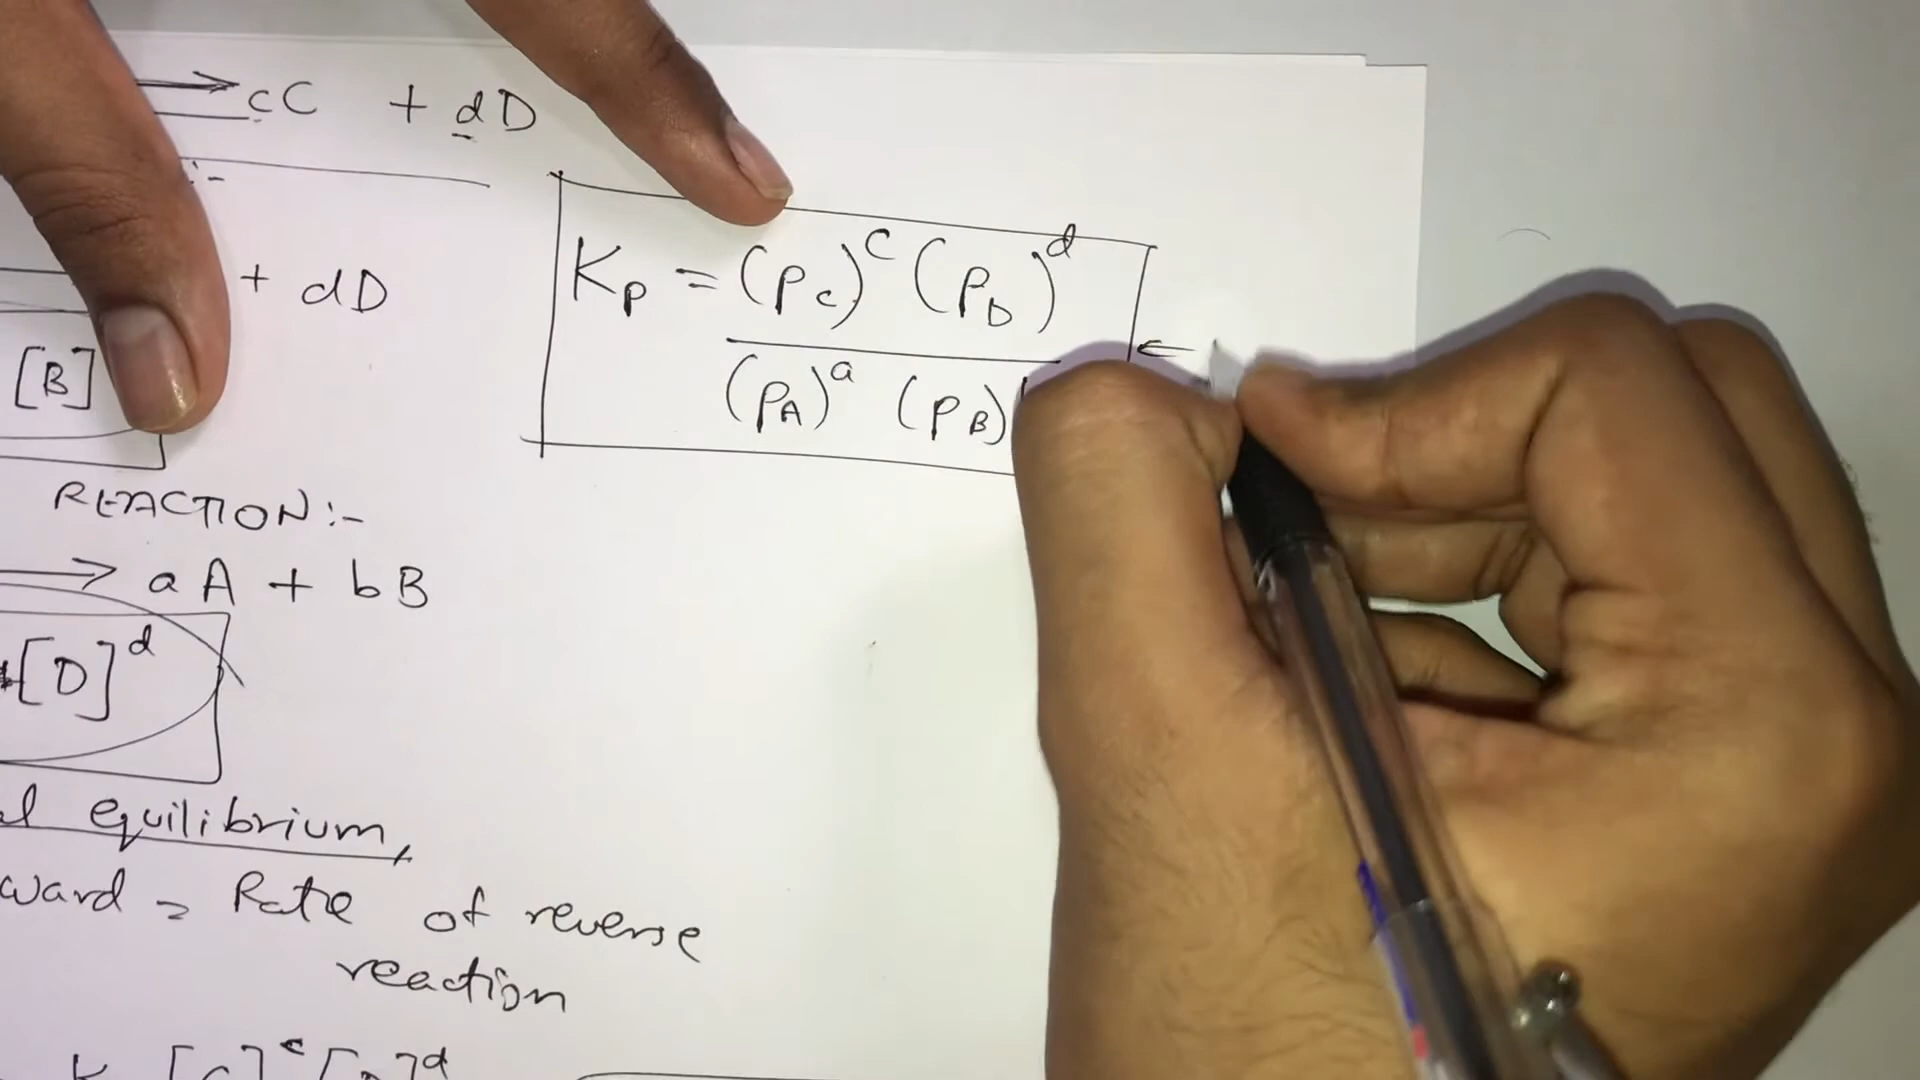 cC + dD
:-
+ dD
[B]
REACTION :-
⟶ aA + bB
[D]^d
equilibrium,
ward = Rate of reverse
reaction
[C]^c [ ]^d
Kp = (pC)^c (pD)^d
(pA)^a (pB)
←